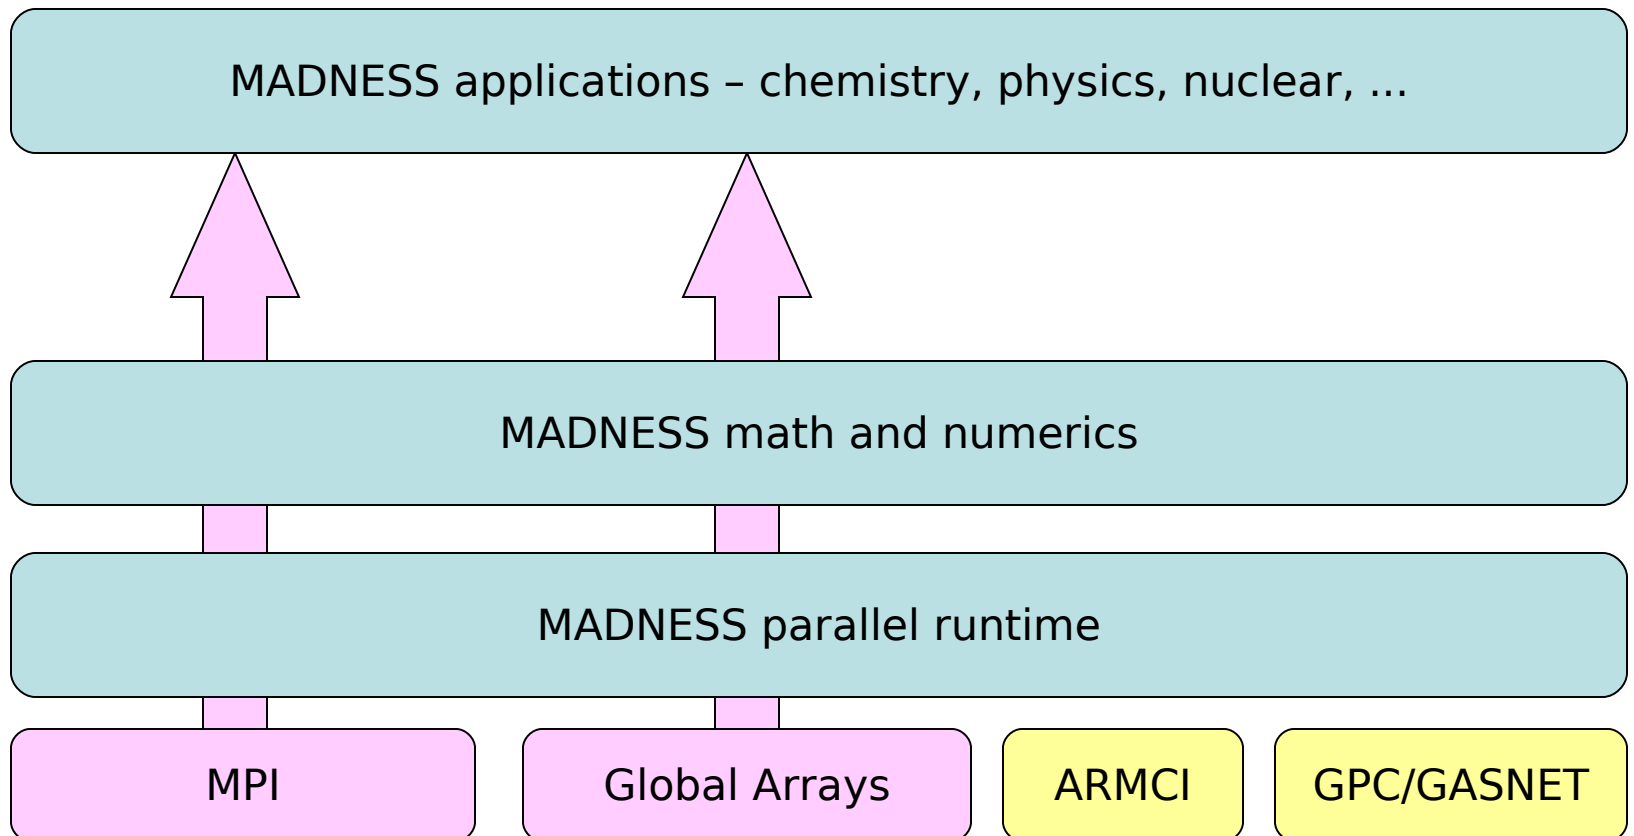 MADNESS applications – chemistry, physics, nuclear, ...
MADNESS math and numerics
MADNESS parallel runtime
MPI
Global Arrays
ARMCI
GPC/GASNET